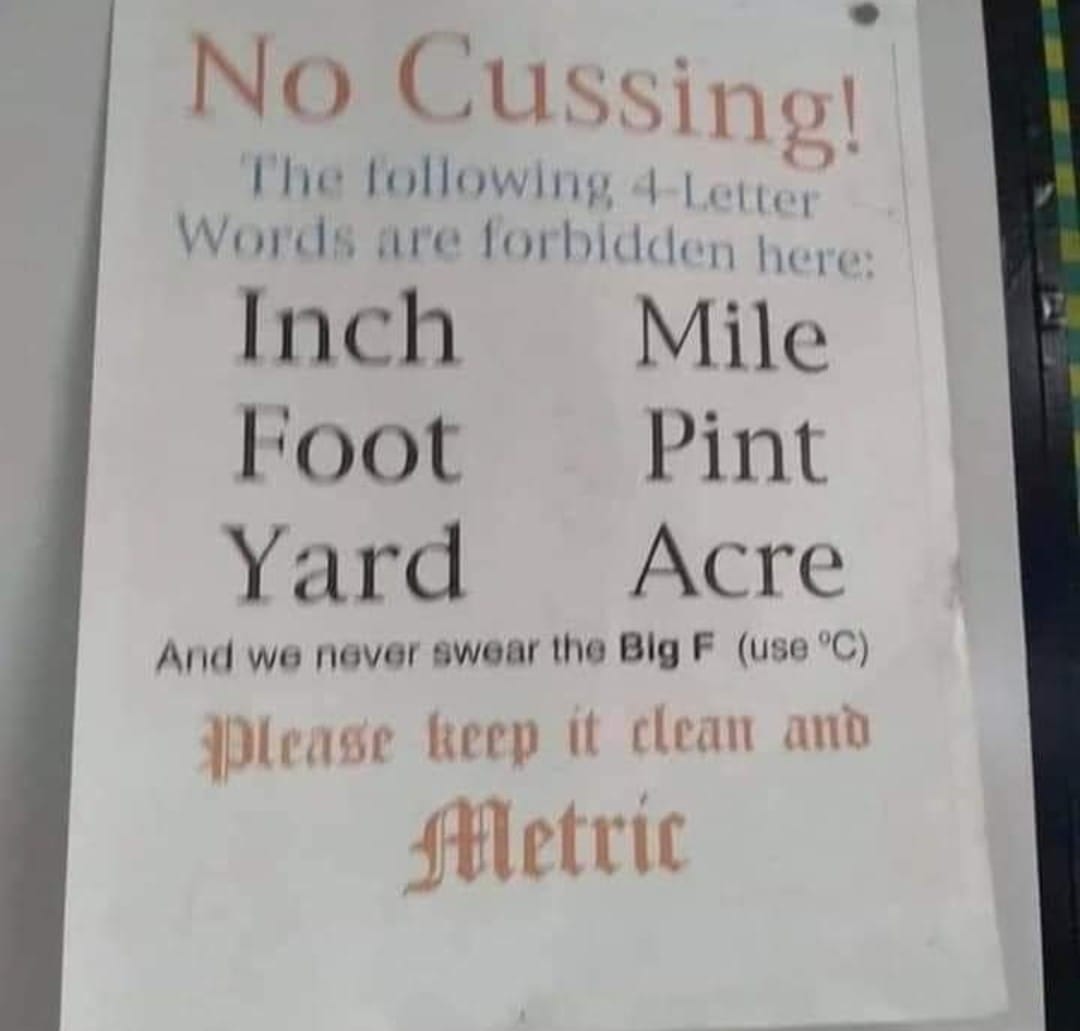 No Cussing!
The following 4-Letter
Words are forbidden here:
Inch Mile
Foot Pint
Yard Acre
And we never swear the Big F (use °C)
Please keep it clean and
Metric